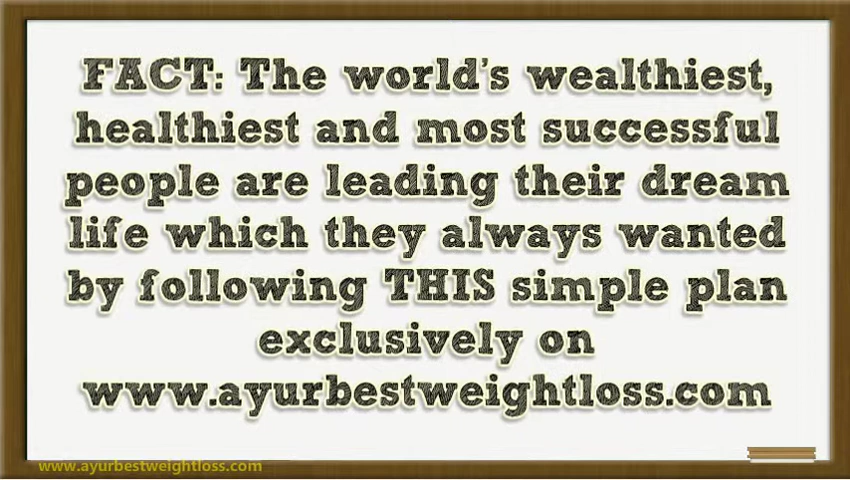 FACT: The world's wealthiest,
healthiest and most successful
people are leading their dream
life which they always wanted
by following THIS simple plan
exclusively on
www.ayurbestweightloss.com
www.ayurbestweightloss.com